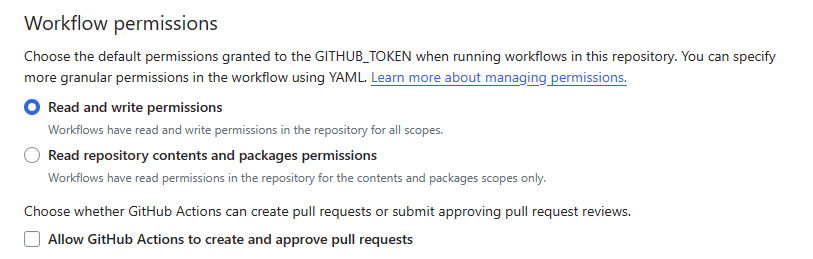 Workflow permissions
Choose the default permissions granted to the GITHUB_TOKEN when running workflows in this repository. You can specify
more granular permissions in the workflow using YAML. Learn more about managing permissions.
Read and write permissions
Workflows have read and write permissions in the repository for all scopes.
Read repository contents and packages permissions
Workflows have read permissions in the repository for the contents and packages scopes only.
Choose whether GitHub Actions can create pull requests or submit approving pull request reviews.
Allow GitHub Actions to create and approve pull requests